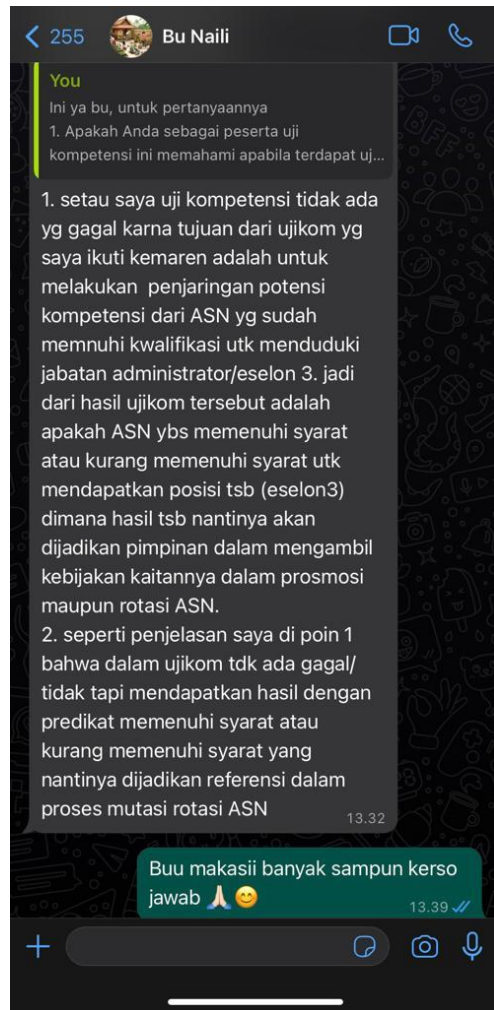 255
Bu Naili
You
Ini ya bu, untuk pertanyaannya
1. Apakah Anda sebagai peserta uji
kompetensi ini memahami apabila terdapat uj...
1. setau saya uji kompetensi tidak ada
yg gagal karna tujuan dari ujikom yg
saya ikuti kemaren adalah untuk
melakukan penjaringan potensi
kompetensi dari ASN yg sudah
memnuhi kwalifikasi utk menduduki
jabatan administrator/eselon 3. jadi
dari hasil ujikom tersebut adalah
apakah ASN ybs memenuhi syarat
atau kurang memenuhi syarat utk
mendapatkan posisi tsb (eselon3)
dimana hasil tsb nantinya akan
dijadikan pimpinan dalam mengambil
kebijakan kaitannya dalam prosmosi
maupun rotasi ASN.
2. seperti penjelasan saya di poin 1
bahwa dalam ujikom tdk ada gagal/
tidak tapi mendapatkan hasil dengan
predikat memenuhi syarat atau
kurang memenuhi syarat yang
nantinya dijadikan referensi dalam
proses mutasi rotasi ASN
13.32
Buu makasii banyak sampun kerso
jawab 🙏🏻😊
13.39